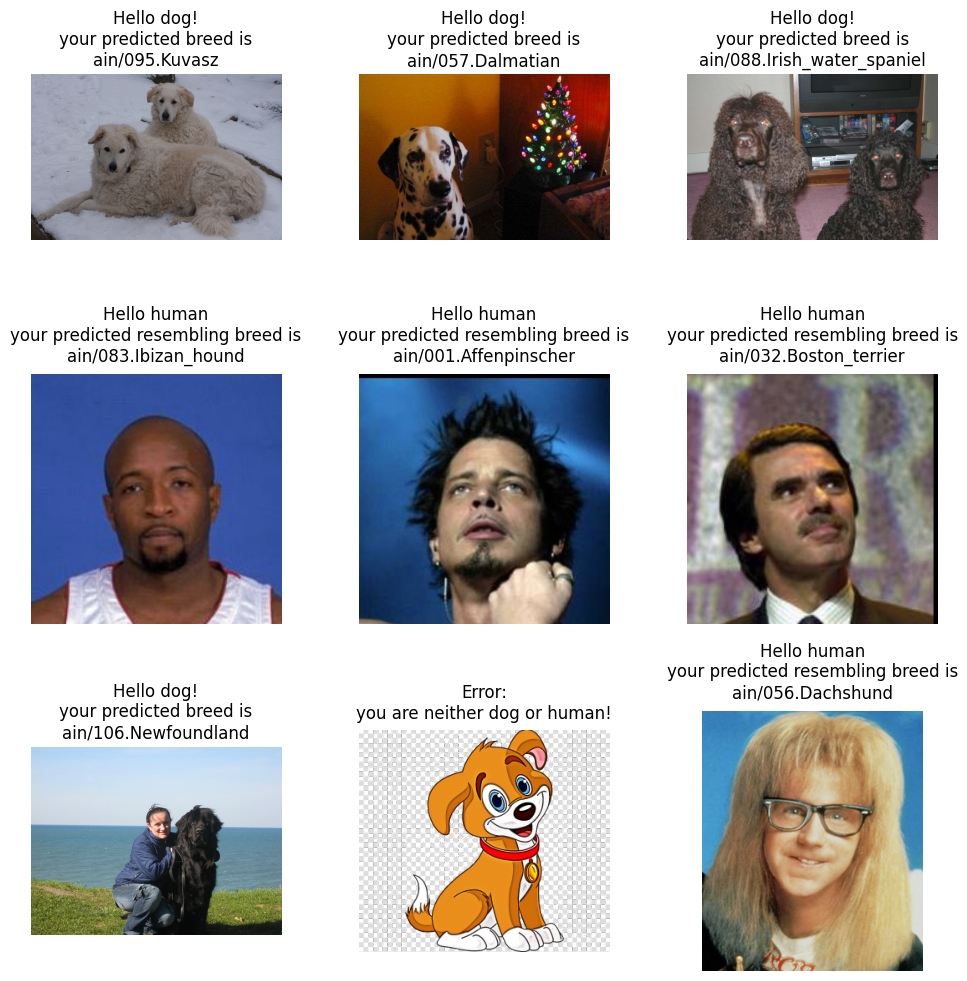 Hello dog!
your predicted breed is
ain/095.Kuvasz
Hello dog!
your predicted breed is
ain/057.Dalmatian
Hello dog!
your predicted breed is
ain/088.Irish_water_spaniel
Hello human
your predicted resembling breed is
ain/083.Ibizan_hound
Hello human
your predicted resembling breed is
ain/001.Affenpinscher
Hello human
your predicted resembling breed is
ain/032.Boston_terrier
Hello dog!
your predicted breed is
ain/106.Newfoundland
Error:
you are neither dog or human!
Hello human
your predicted resembling breed is
ain/056.Dachshund